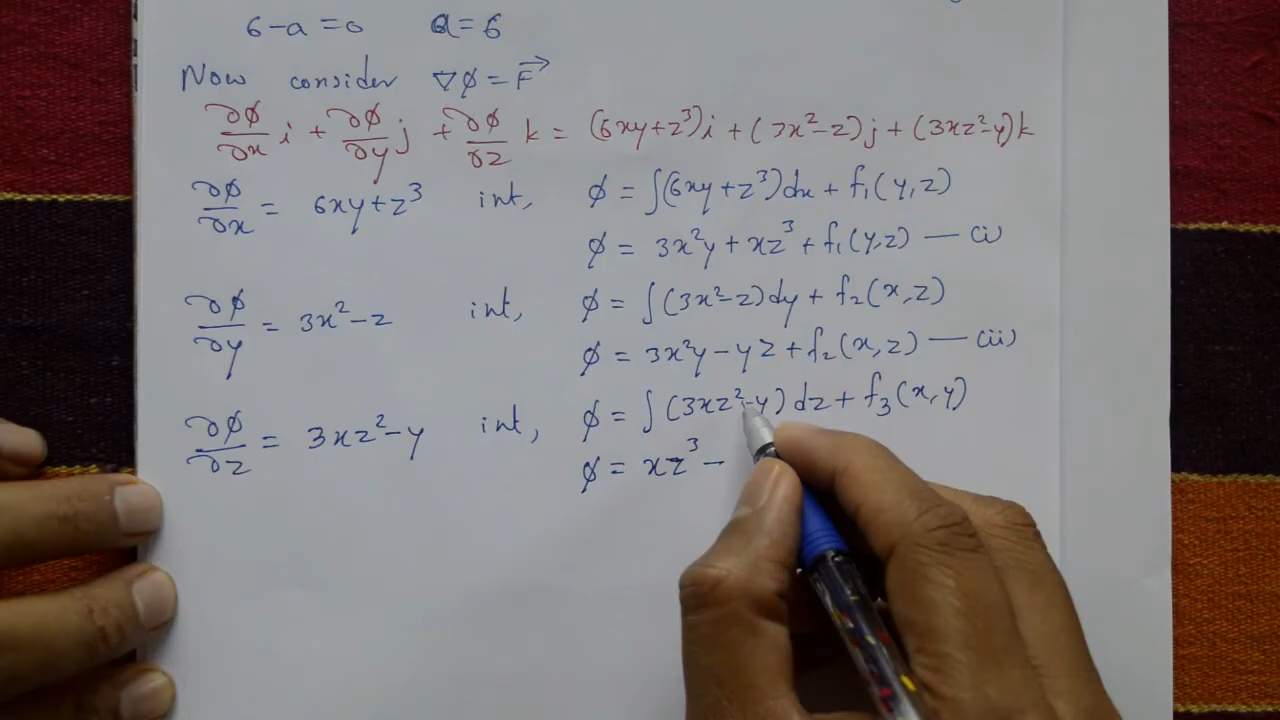 6-a=0 a=6
Now consider ∇φ = F⃗
∂φ/∂x i + ∂φ/∂y j + ∂φ/∂z k = (6xy+z³)i + (3x²-z)j + (3xz²-y)k
∂φ/∂x = 6xy+z³ int, φ = ∫(6xy+z³)dx + f₁(y,z)
φ = 3x²y + xz³ + f₁(y,z) — (i)
∂φ/∂y = 3x²-z int, φ = ∫(3x²-z)dy + f₂(x,z)
φ = 3x²y - yz + f₂(x,z) — (ii)
∂φ/∂z = 3xz²-y int, φ = ∫(3xz²-y)dz + f₃(x,y)
φ = xz³ -